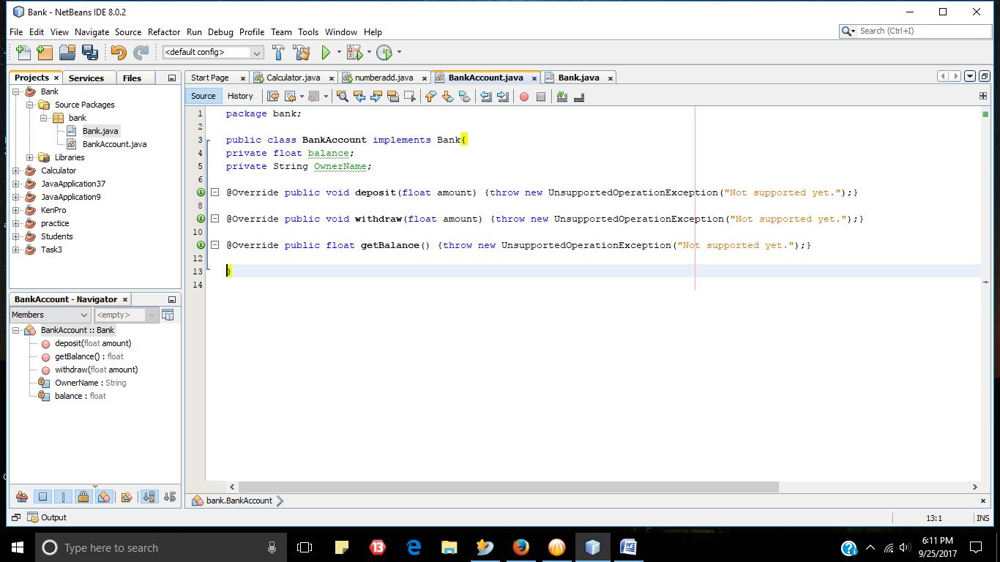 Bank - NetBeans IDE 8.0.2
File Edit View Navigate Source Refactor Run Debug Profile Team Tools Window Help
Search (Ctrl+I)
<default config>
Projects Services Files
Start Page Calculator.java numberadd.java BankAccount.java Bank.java
Bank
Source Packages
bank
Bank.java
BankAccount.java
Libraries
Calculator
JavaApplication37
JavaApplication9
KenPro
practice
Students
Task3
Source History
1 package bank;
2
3 public class BankAccount implements Bank{
4 private float balance;
5 private String OwnerName;
6
@Override public void deposit(float amount) {throw new UnsupportedOperationException("Not supported yet.");}
8
@Override public void withdraw(float amount) {throw new UnsupportedOperationException("Not supported yet.");}
10
@Override public float getBalance() {throw new UnsupportedOperationException("Not supported yet.");}
12
13 }
14
BankAccount - Navigator
Members <empty>
BankAccount :: Bank
deposit(float amount)
getBalance() : float
withdraw(float amount)
OwnerName : String
balance : float
bank.BankAccount
Output
13:1 INS
Type here to search
13
6:11 PM
9/25/2017